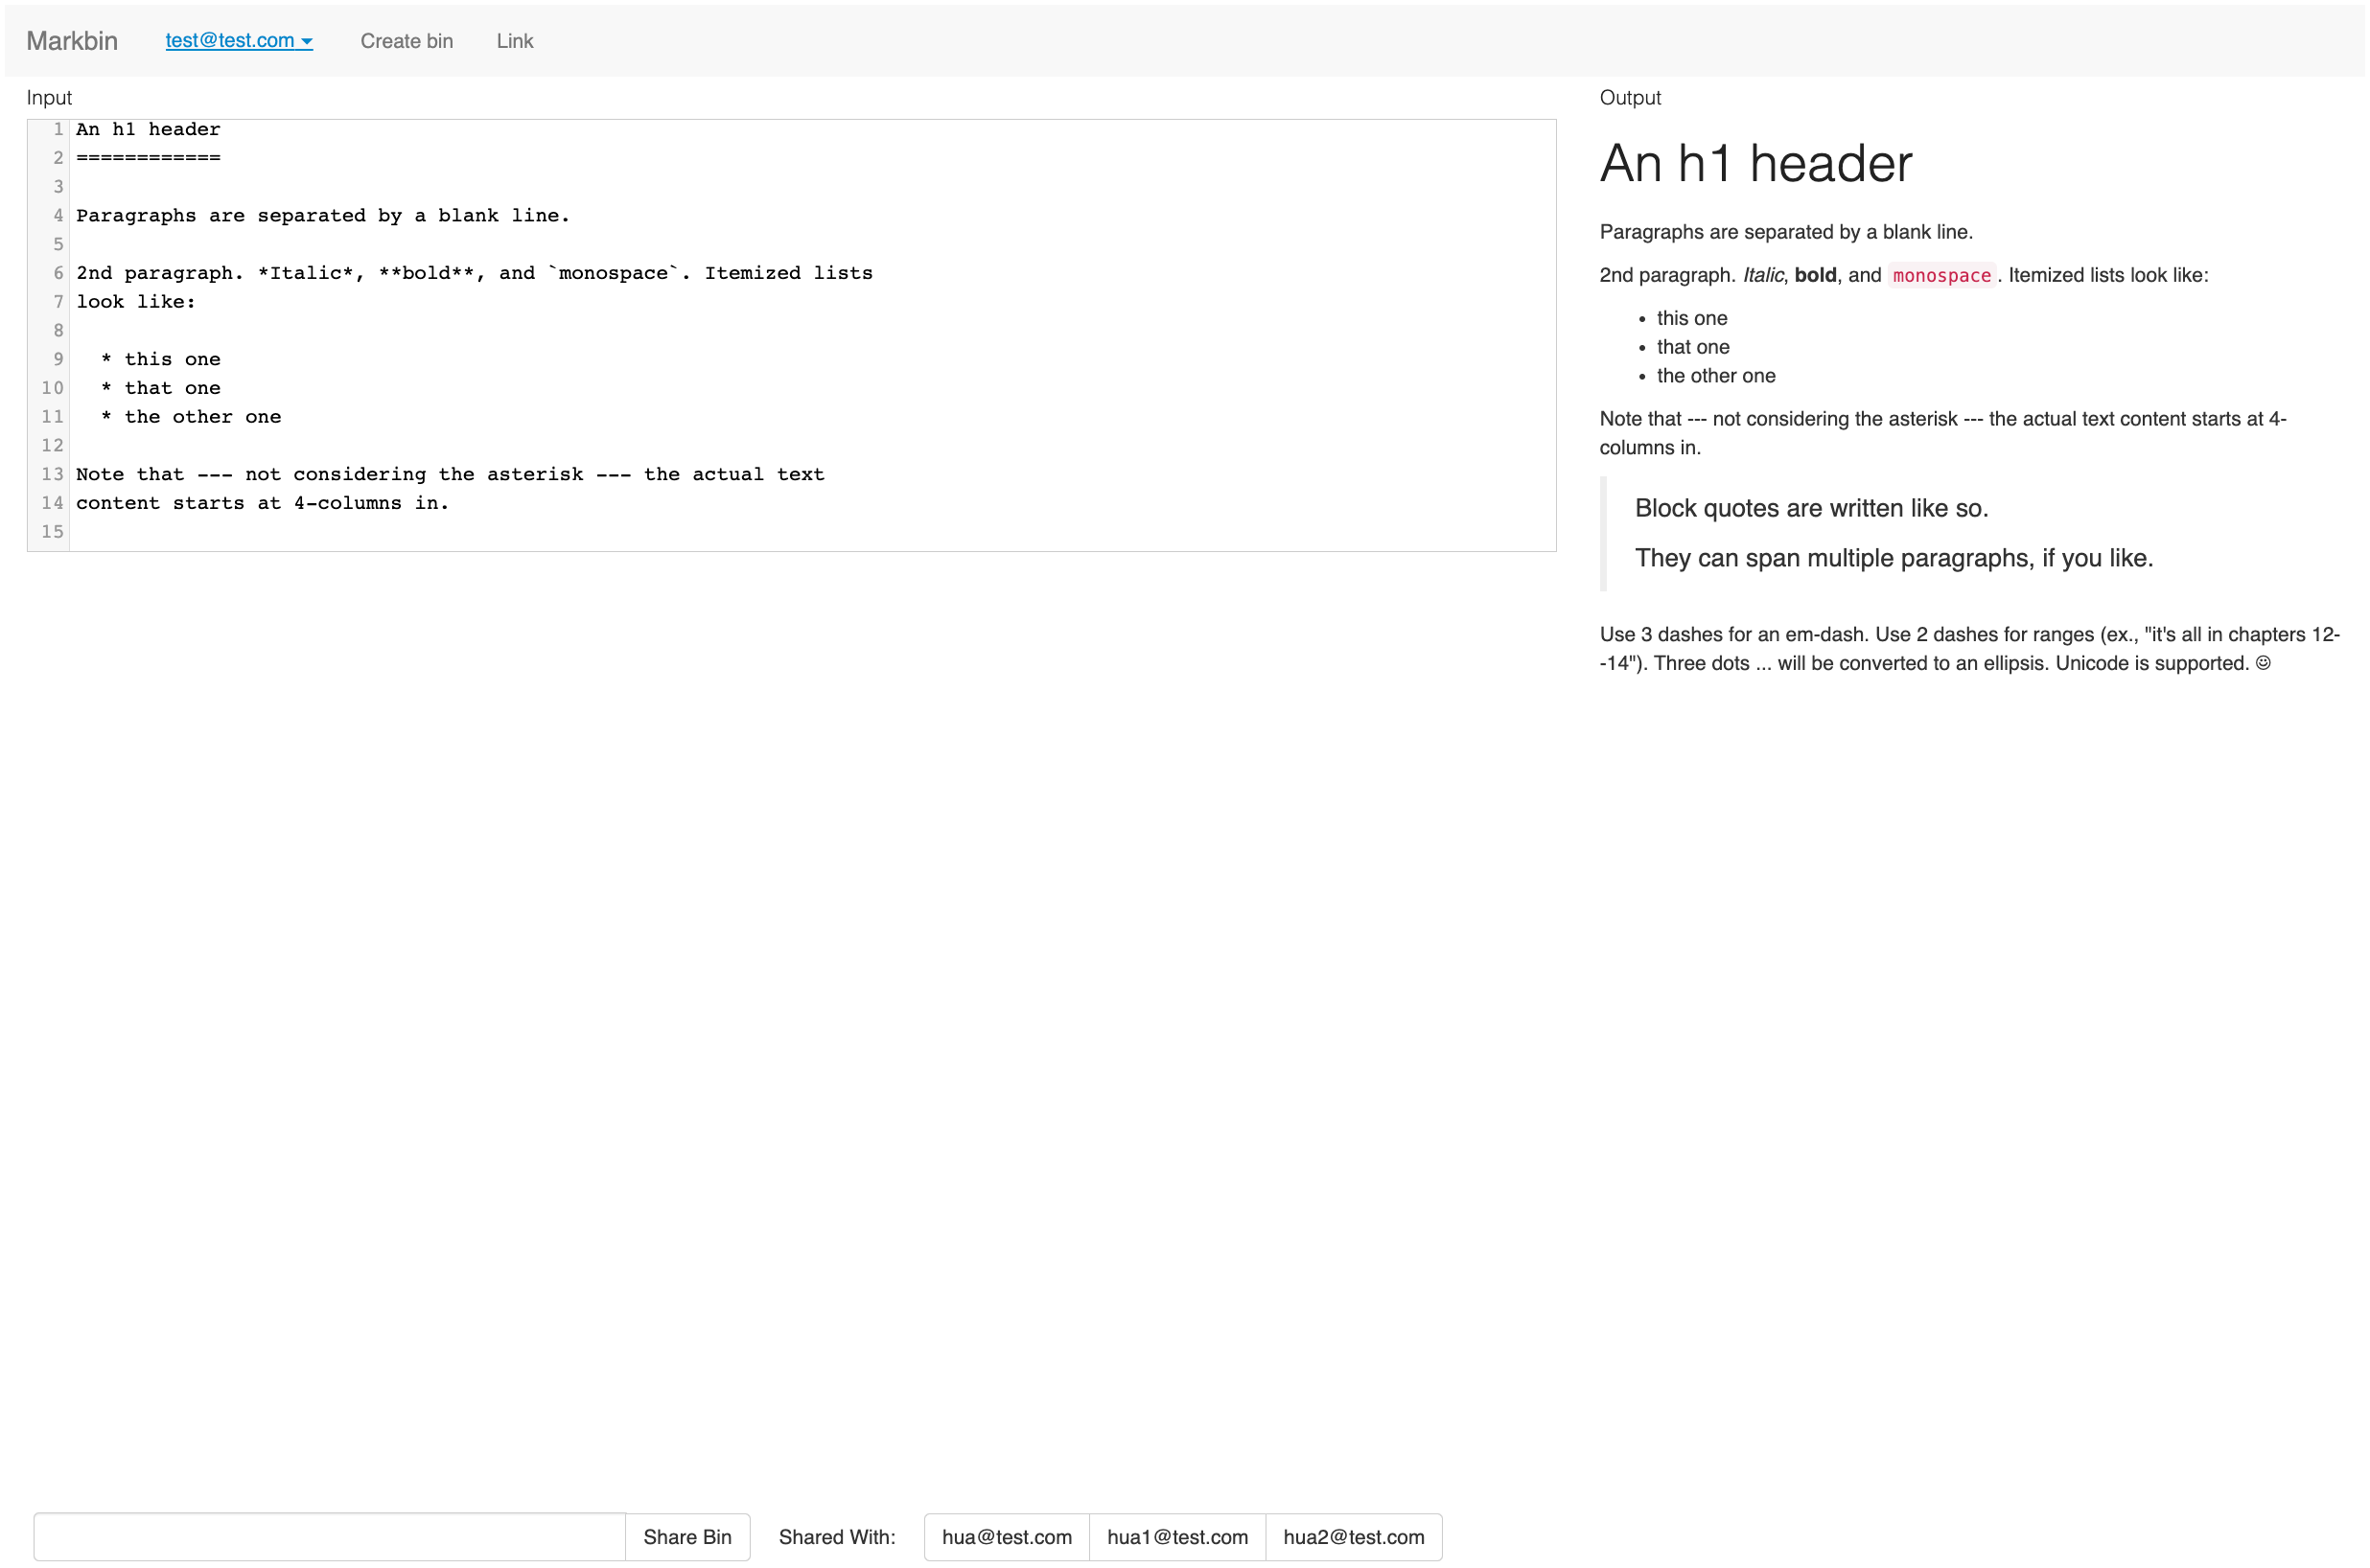 Markbin test@test.com Create bin Link
Input
1 An h1 header
2 ============
3
4 Paragraphs are separated by a blank line.
5
6 2nd paragraph. *Italic*, **bold**, and `monospace`. Itemized lists
7 look like:
8
9   * this one
10   * that one
11   * the other one
12
13 Note that --- not considering the asterisk --- the actual text
14 content starts at 4-columns in.
15
Output
An h1 header
Paragraphs are separated by a blank line.
2nd paragraph. Italic, bold, and monospace. Itemized lists look like:
• this one
• that one
• the other one
Note that --- not considering the asterisk --- the actual text content starts at 4-
columns in.
Block quotes are written like so.
They can span multiple paragraphs, if you like.
Use 3 dashes for an em-dash. Use 2 dashes for ranges (ex., "it's all in chapters 12-
-14"). Three dots ... will be converted to an ellipsis. Unicode is supported. ☺
Share Bin Shared With: hua@test.com hua1@test.com hua2@test.com